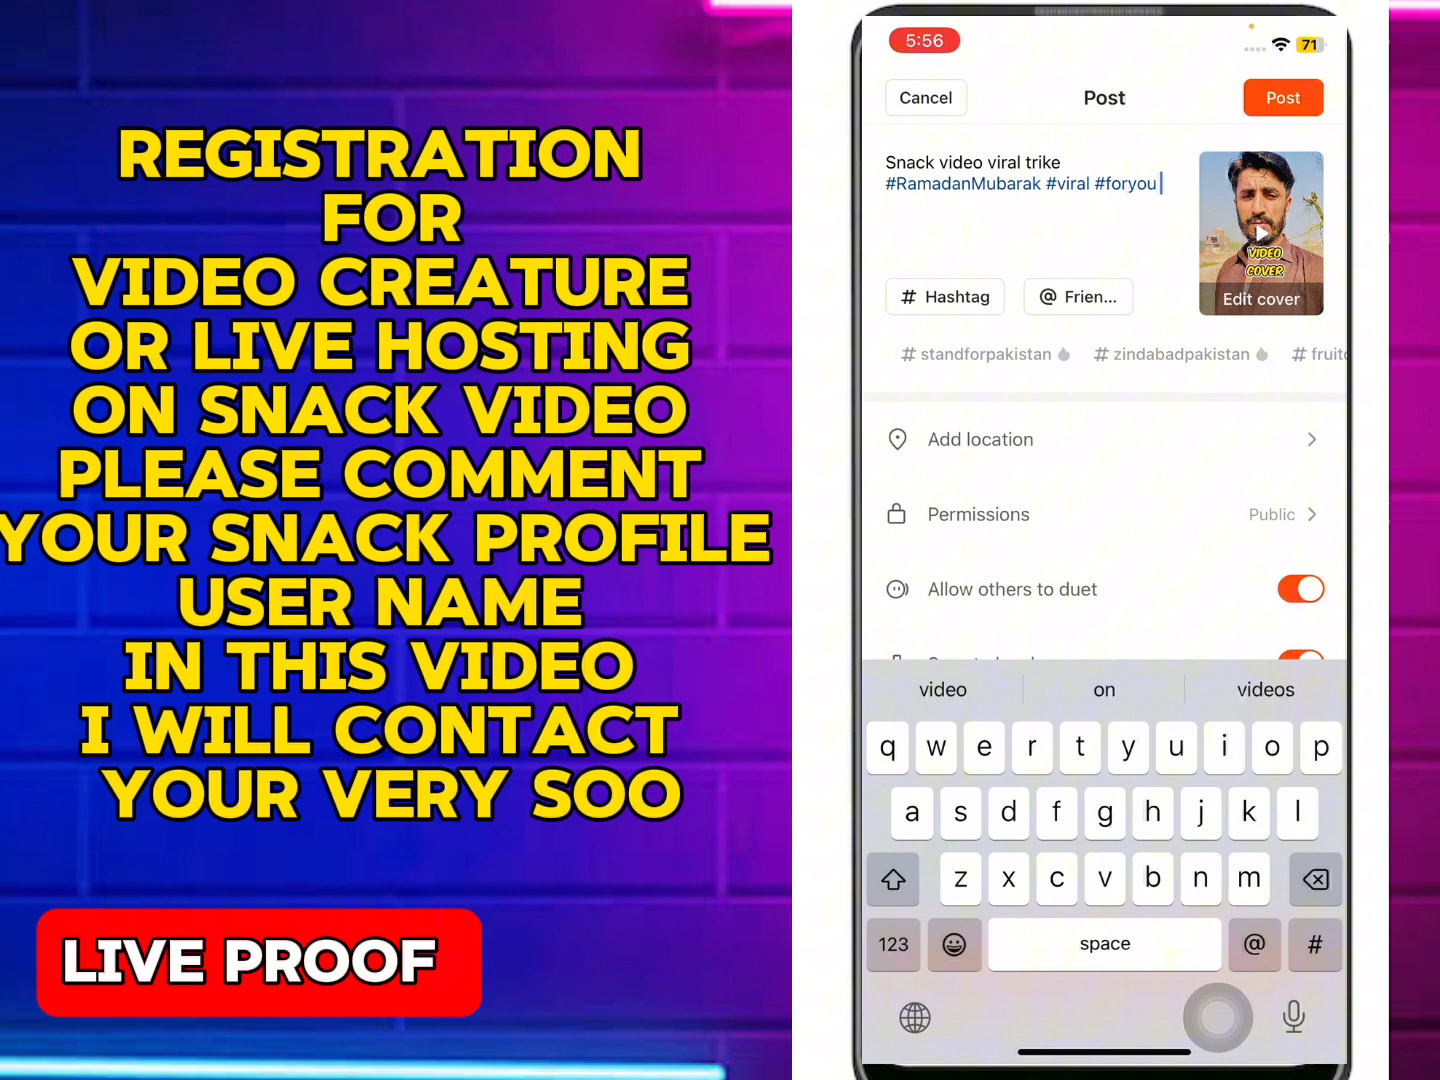 REGISTRATION
FOR
VIDEO CREATURE
OR LIVE HOSTING
ON SNACK VIDEO
PLEASE COMMENT
YOUR SNACK PROFILE
USER NAME
IN THIS VIDEO
I WILL CONTACT
YOUR VERY SOO
LIVE PROOF
5:56
71
Cancel
Post
Post
Snack video viral trike
#RamadanMubarak #viral #foryou
VIDEO
COVER
Edit cover
# Hashtag
@ Frien...
# standforpakistan
# zindabadpakistan
Add location
Permissions
Public
Allow others to duet
video
on
videos
q w e r t y u i o p
a s d f g h j k l
z x c v b n m
123
space
@
#